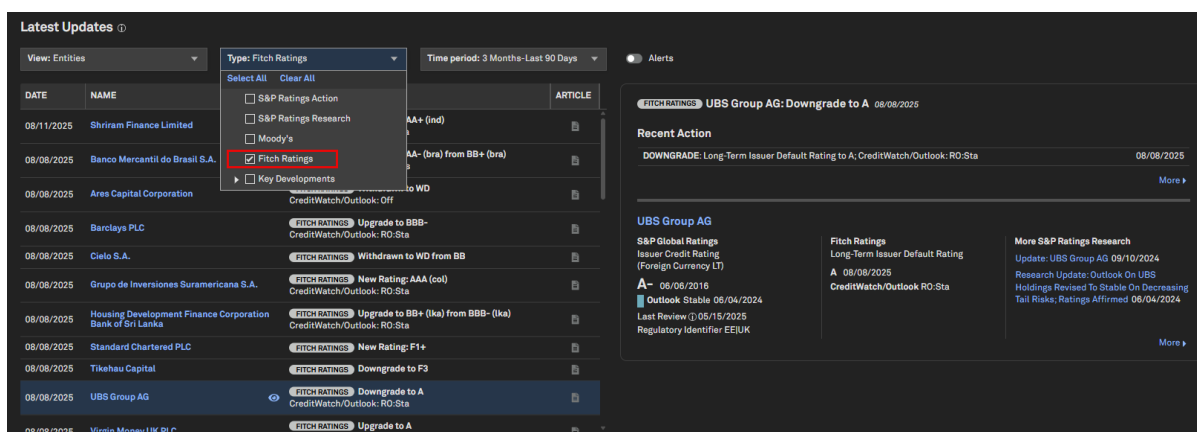 Latest Updates
View: Entities
Type: Fitch Ratings
Time period: 3 Months-Last 90 Days
Alerts
Select All Clear All
S&P Ratings Action
S&P Ratings Research
Moody's
Fitch Ratings
Key Developments
DATE NAME ARTICLE
08/11/2025 Shriram Finance Limited AA+ (ind)
08/08/2025 Banco Mercantil do Brasil S.A. AA- (bra) from BB+ (bra)
08/08/2025 Ares Capital Corporation to WD
CreditWatch/Outlook: Off
08/08/2025 Barclays PLC FITCH RATINGS Upgrade to BBB-
CreditWatch/Outlook: RO:Sta
08/08/2025 Cielo S.A. FITCH RATINGS Withdrawn to WD from BB
08/08/2025 Grupo de Inversiones Suramericana S.A. FITCH RATINGS New Rating: AAA (col)
CreditWatch/Outlook: RO:Sta
08/08/2025 Housing Development Finance Corporation FITCH RATINGS Upgrade to BB+ (lka) from BBB- (lka)
Bank of Sri Lanka CreditWatch/Outlook: RO:Sta
08/08/2025 Standard Chartered PLC FITCH RATINGS New Rating: F1+
08/08/2025 Tikehau Capital FITCH RATINGS Downgrade to F3
08/08/2025 UBS Group AG FITCH RATINGS Downgrade to A
CreditWatch/Outlook: RO:Sta
08/08/2025 Virgin Money UK PLC FITCH RATINGS Upgrade to A
FITCH RATINGS UBS Group AG: Downgrade to A 08/08/2025
Recent Action
DOWNGRADE: Long-Term Issuer Default Rating to A; CreditWatch/Outlook: RO:Sta 08/08/2025
More
UBS Group AG
S&P Global Ratings
Issuer Credit Rating
(Foreign Currency LT)
A- 06/06/2016
Outlook Stable 06/04/2024
Last Review 05/15/2025
Regulatory Identifier EE|UK
Fitch Ratings
Long-Term Issuer Default Rating
A 08/08/2025
CreditWatch/Outlook RO:Sta
More S&P Ratings Research
Update: UBS Group AG 09/10/2024
Research Update: Outlook On UBS
Holdings Revised To Stable On Decreasing
Tail Risks; Ratings Affirmed 06/04/2024
More